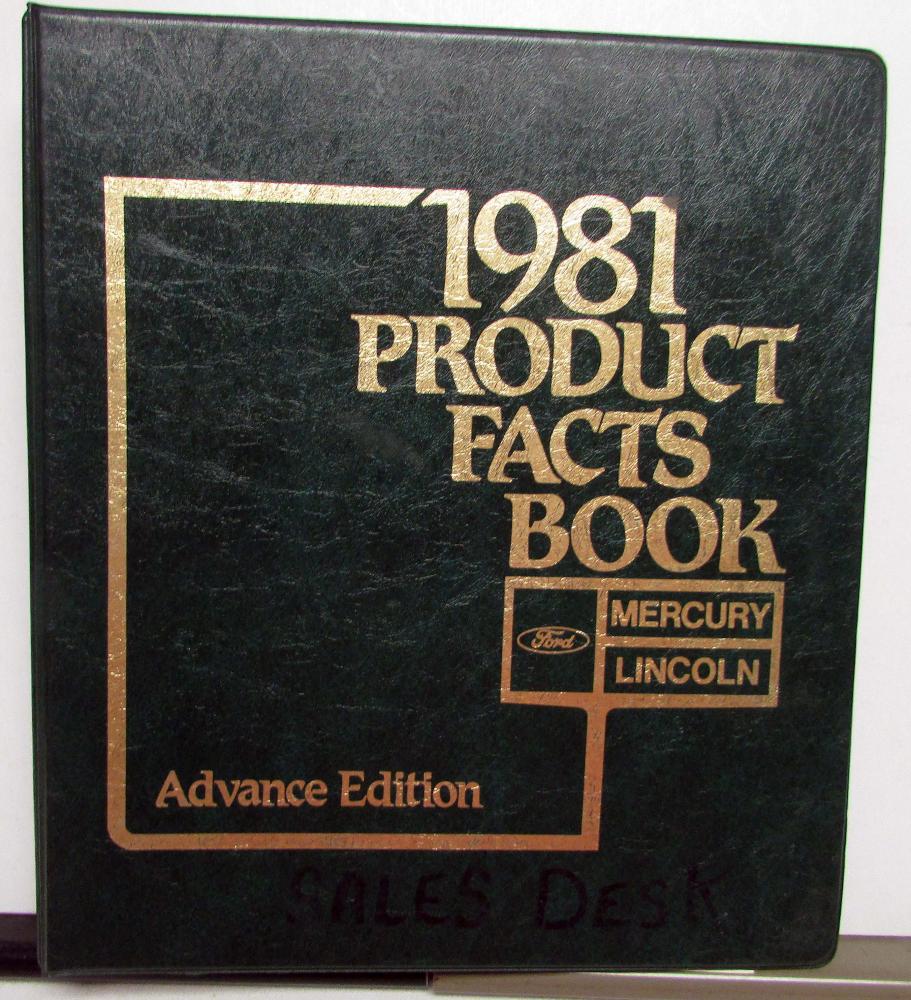 1981
PRODUCT
FACTS
BOOK
Ford
MERCURY
LINCOLN
Advance Edition
SALES DESK